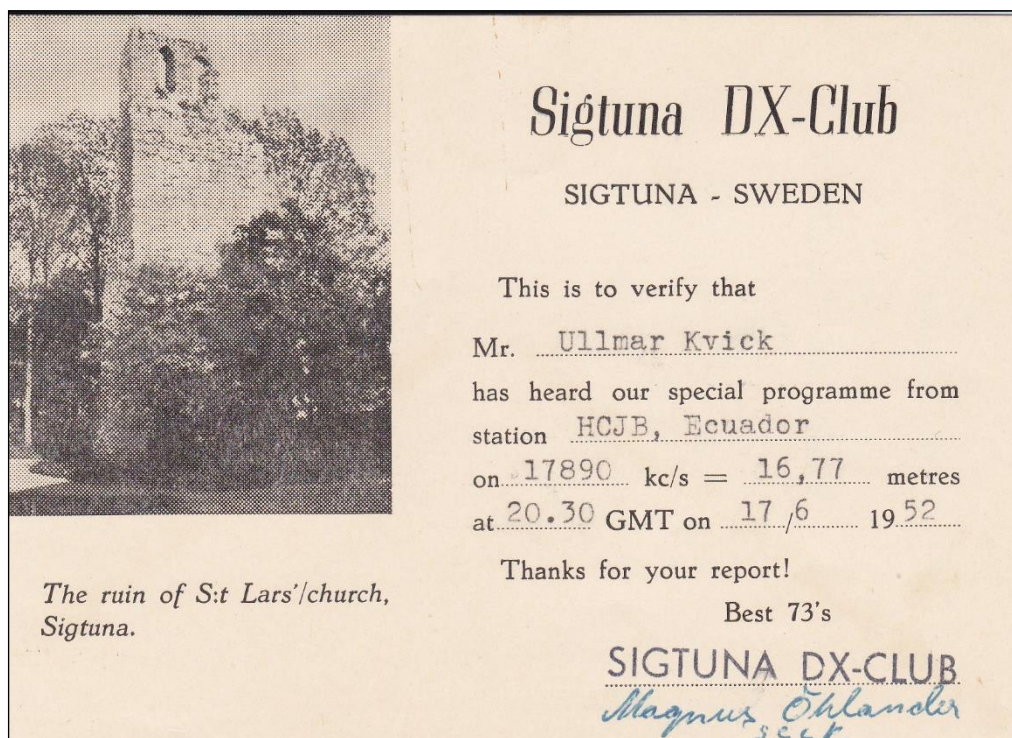 Sigtuna DX-Club
SIGTUNA - SWEDEN
This is to verify that
Mr. Ullmar Kvick
has heard our special programme from
station HCJB, Ecuador
on 17890 kc/s = 16,77 metres
at 20.30 GMT on 17/6 1952
Thanks for your report!
Best 73's
SIGTUNA DX-CLUB
Magnus Öhlander
The ruin of S:t Lars'/church,
Sigtuna.